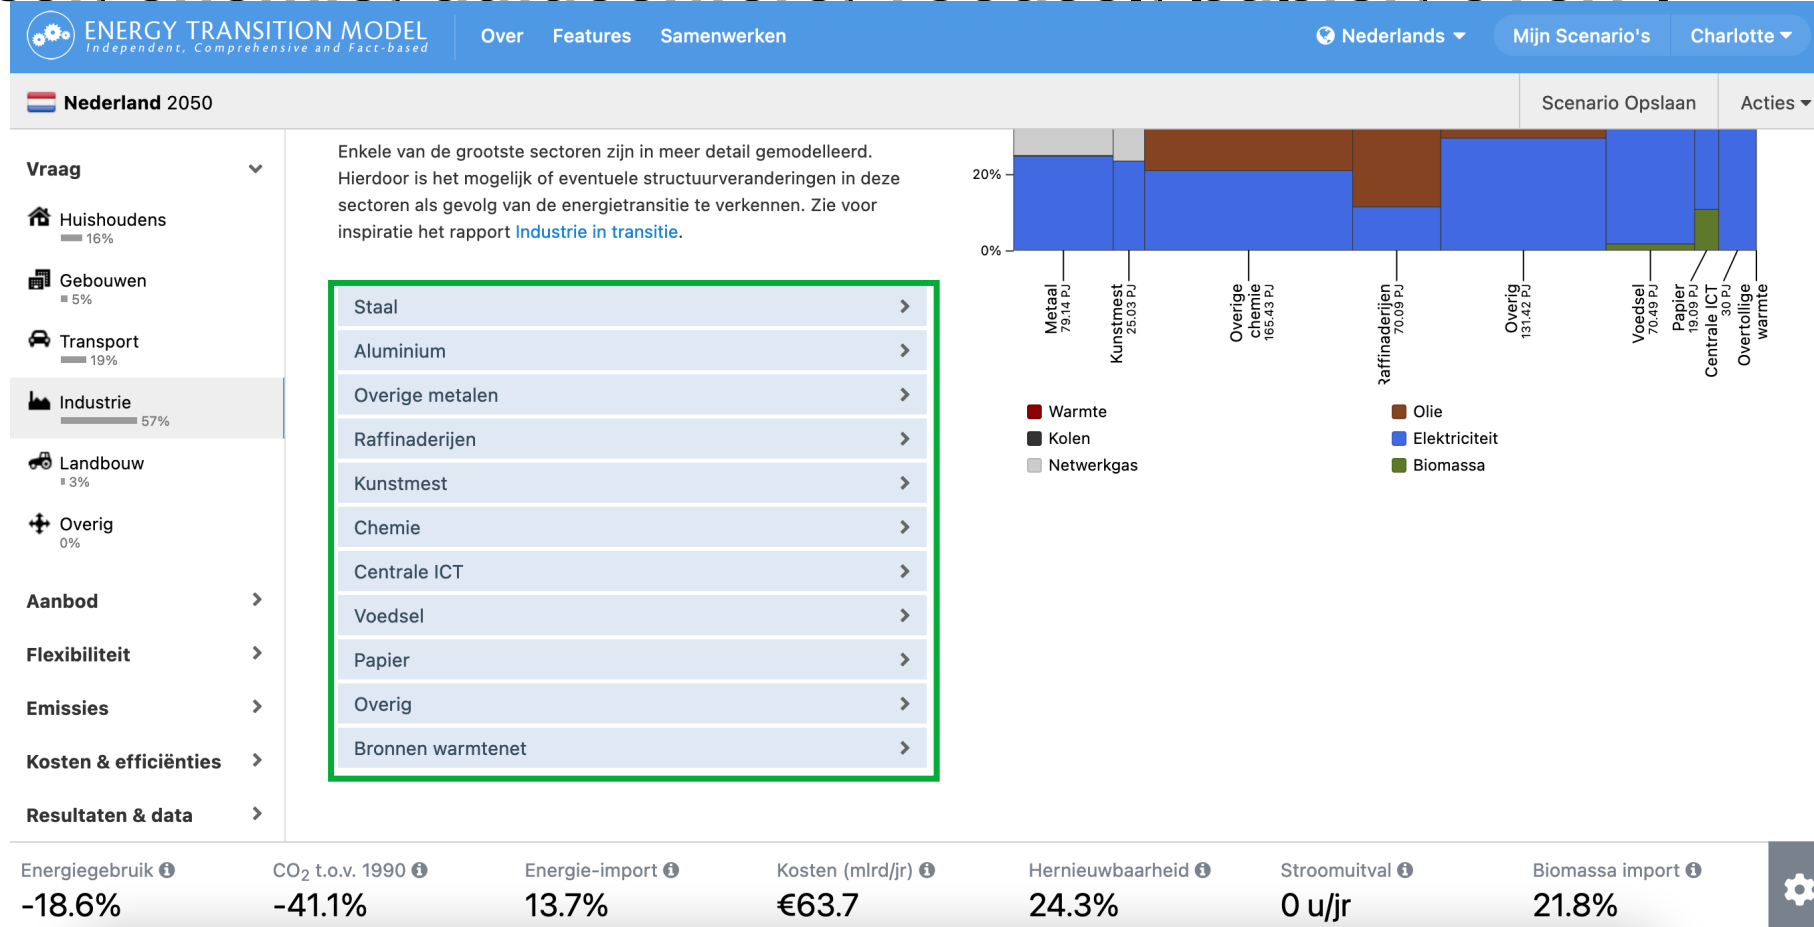 ENERGY TRANSITION MODEL
Independent, Comprehensive and Fact-based
Over
Features
Samenwerken
Nederlands
Mijn Scenario's
Charlotte
Nederland 2050
Scenario Opslaan
Acties
Vraag
Huishoudens
16%
Gebouwen
5%
Transport
19%
Industrie
57%
Landbouw
3%
Overig
0%
Aanbod
Flexibiliteit
Emissies
Kosten & efficiënties
Resultaten & data
Enkele van de grootste sectoren zijn in meer detail gemodelleerd.
Hierdoor is het mogelijk of eventuele structuurveranderingen in deze
sectoren als gevolg van de energietransitie te verkennen. Zie voor
inspiratie het rapport Industrie in transitie.
Staal
Aluminium
Overige metalen
Raffinaderijen
Kunstmest
Chemie
Centrale ICT
Voedsel
Papier
Overig
Bronnen warmtenet
20%
0%
Metaal
79.14 PJ
Kunstmest
25.03 PJ
Overige
chemie
165.43 PJ
Raffinaderijen
70.09 PJ
Overig
131.42 PJ
Voedsel
70.49 PJ
Papier
19.09 PJ
Centrale ICT
30 PJ
Overtollige
warmte
Warmte
Olie
Kolen
Elektriciteit
Netwerkgas
Biomassa
Energiegebruik
-18.6%
CO2 t.o.v. 1990
-41.1%
Energie-import
13.7%
Kosten (mlrd/jr)
€63.7
Hernieuwbaarheid
24.3%
Stroomuitval
0 u/jr
Biomassa import
21.8%